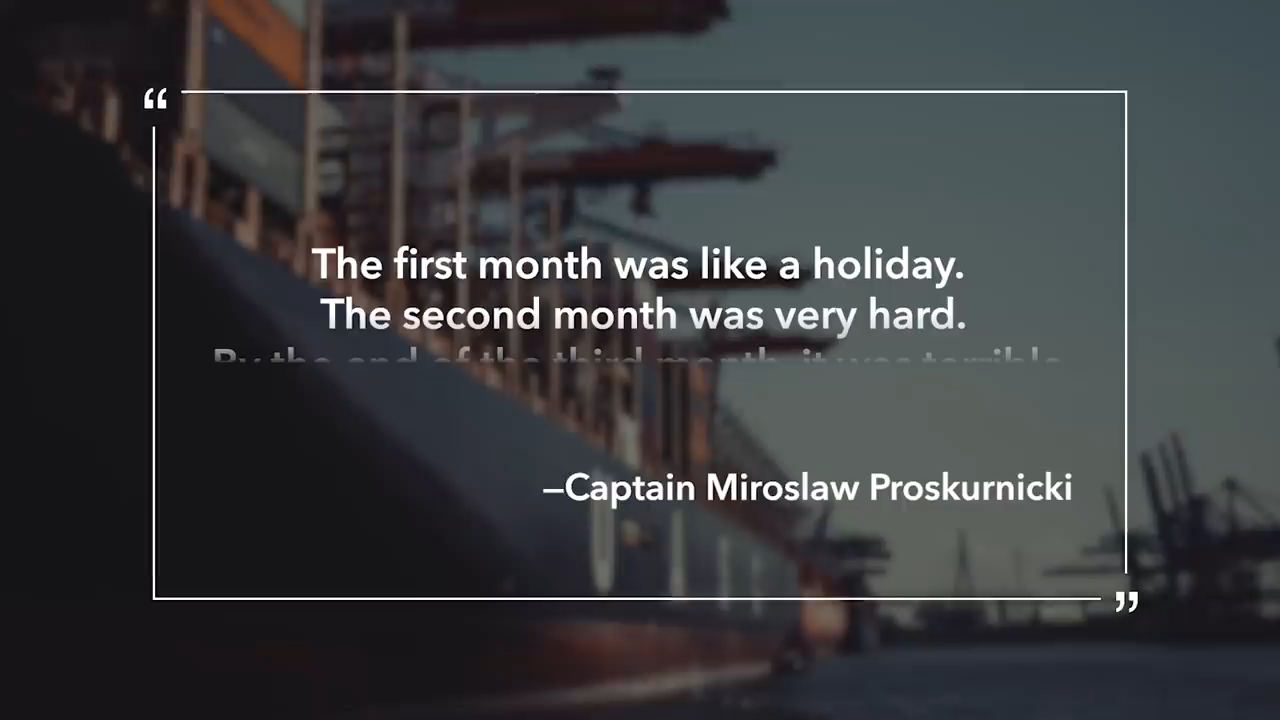 “
The first month was like a holiday.
The second month was very hard.
By the end of the third month, it was terrible
–Captain Miroslaw Proskurnicki
”